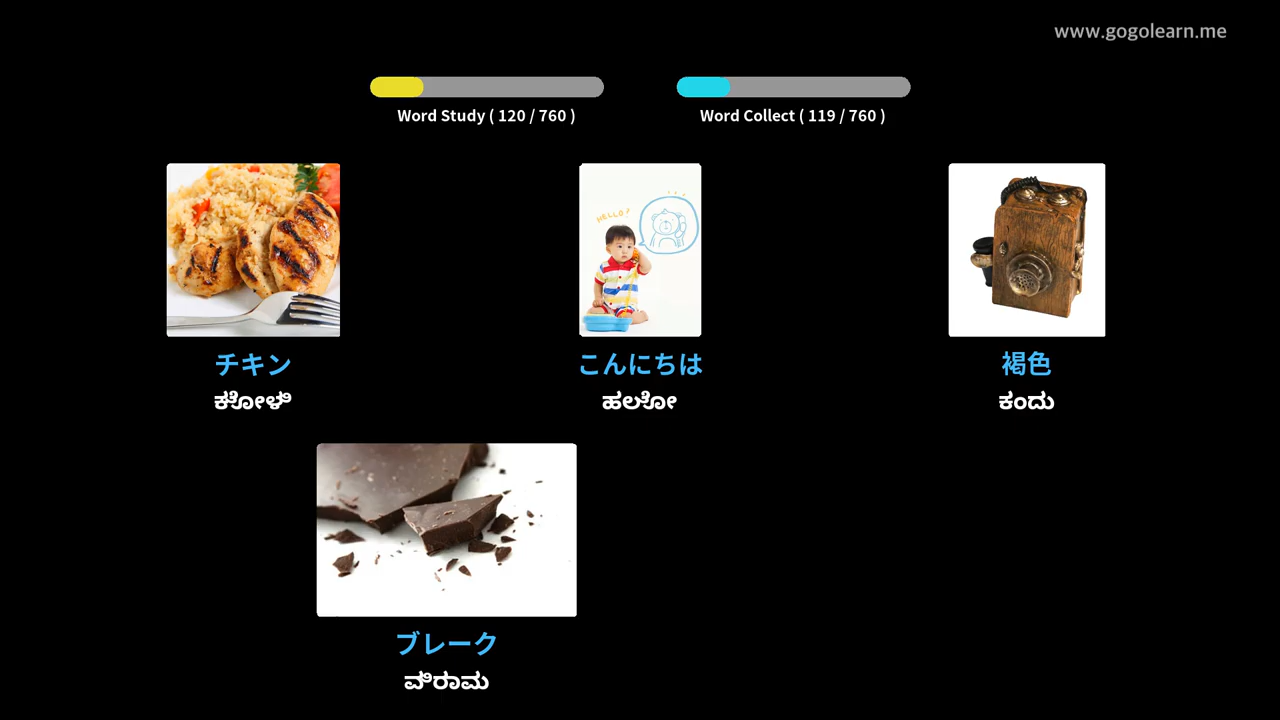 www.gogolearn.me
Word Study ( 120 / 760 )
Word Collect ( 119 / 760 )
HELLO?
チキン
こんにちは
褐色
ಕೋಳಿ
ಹಲೋ
ಕಂದು
ブレーク
ವಿರಾಮ